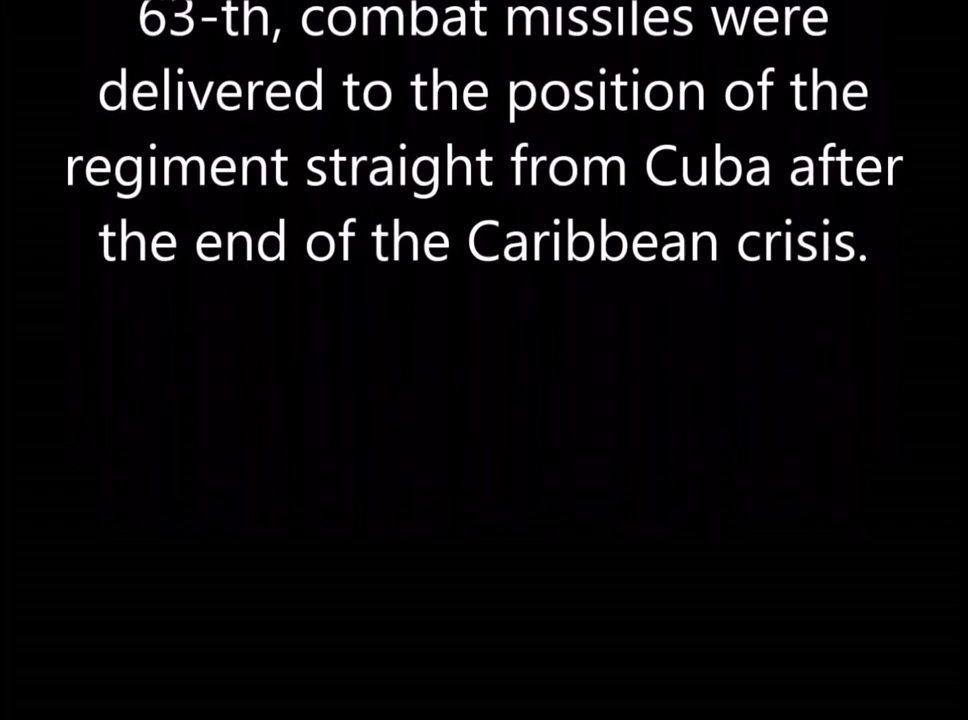 63-th, combat missiles were
delivered to the position of the
regiment straight from Cuba after
the end of the Caribbean crisis.